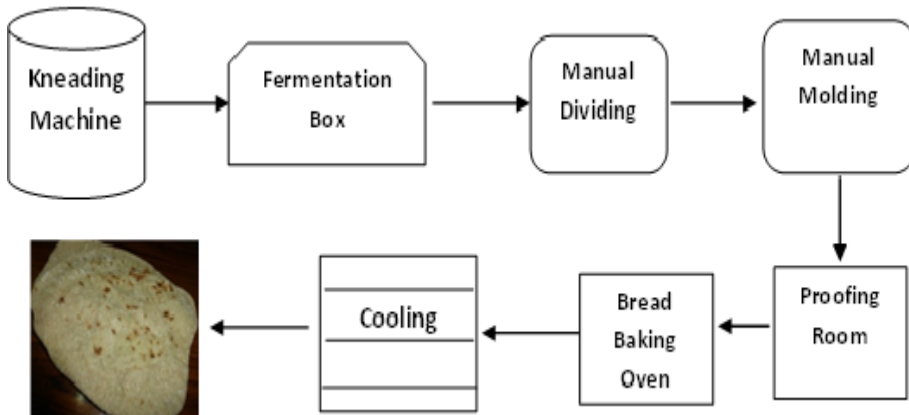 Kneading
Machine
Fermentation
Box
Manual
Dividing
Manual
Molding
Proofing
Room
Bread
Baking
Oven
Cooling